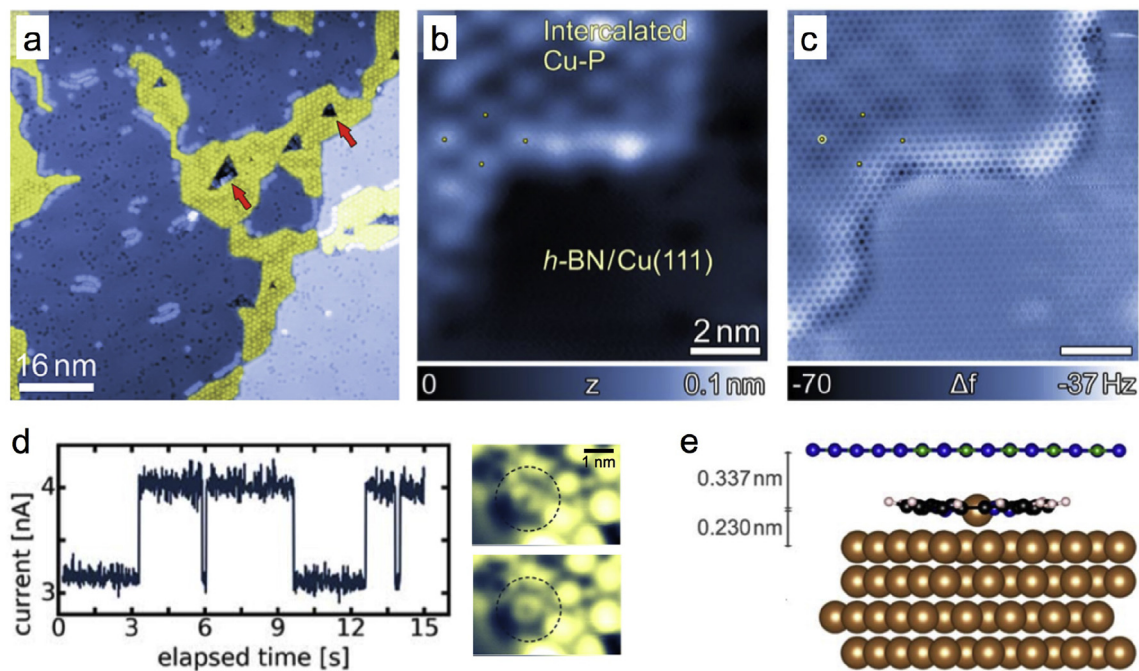 a
16 nm
b
Intercalated
Cu-P
h-BN/Cu(111)
2 nm
0 z 0.1 nm
c
-70 Δf -37 Hz
d
current [nA]
4
3
0 3 6 9 12 15
elapsed time [s]
1 nm
e
0.337 nm
0.230 nm